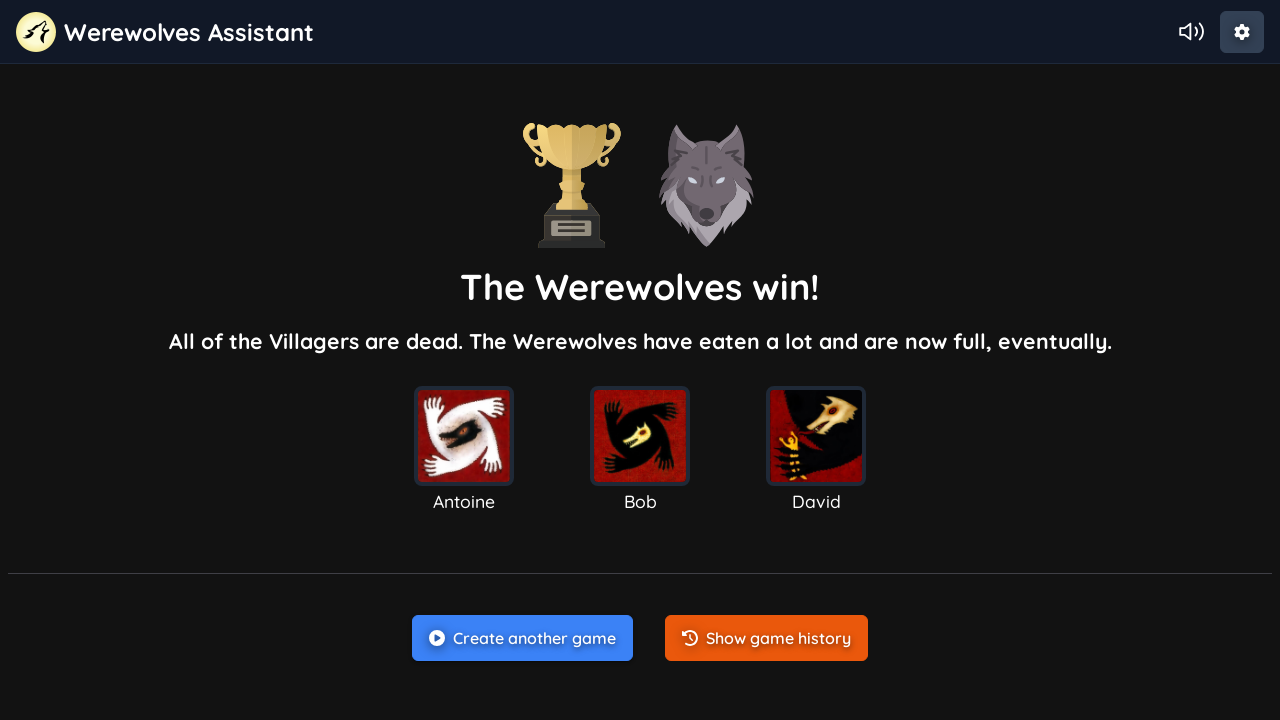 Werewolves Assistant
The Werewolves win!
All of the Villagers are dead. The Werewolves have eaten a lot and are now full, eventually.
Antoine
Bob
David
Create another game
Show game history